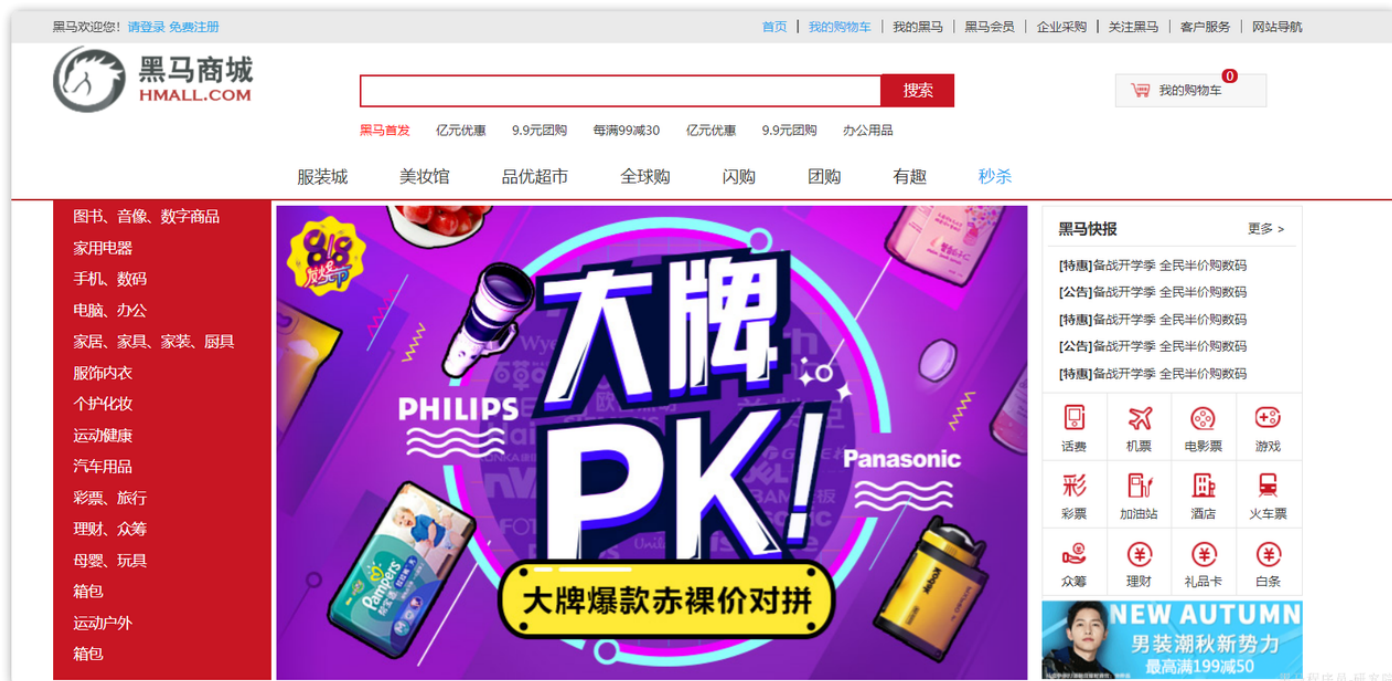 黑马欢迎您！请登录 免费注册
首页 | 我的购物车 | 我的黑马 | 黑马会员 | 企业采购 | 关注黑马 | 客户服务 | 网站导航
黑马商城
HMALL.COM
搜索
0
我的购物车
黑马首发 亿元优惠 9.9元团购 每满99减30 亿元优惠 9.9元团购 办公用品
服装城 美妆馆 品优超市 全球购 闪购 团购 有趣 秒杀
图书、音像、数字商品
家用电器
手机、数码
电脑、办公
家居、家具、家装、厨具
服饰内衣
个护化妆
运动健康
汽车用品
彩票、旅行
理财、众筹
母婴、玩具
箱包
运动户外
箱包
818
大牌
PK!
PHILIPS
Panasonic
Pampers
Kodak
大牌爆款赤裸价对拼
黑马快报 更多 >
[特惠]备战开学季 全民半价购数码
[公告]备战开学季 全民半价购数码
[特惠]备战开学季 全民半价购数码
[公告]备战开学季 全民半价购数码
[特惠]备战开学季 全民半价购数码
话费 机票 电影票 游戏
彩
彩票 加油站 酒店 火车票
众筹 理财 礼品卡 白条
NEW AUTUMN
男装潮秋新势力
最高满199减50